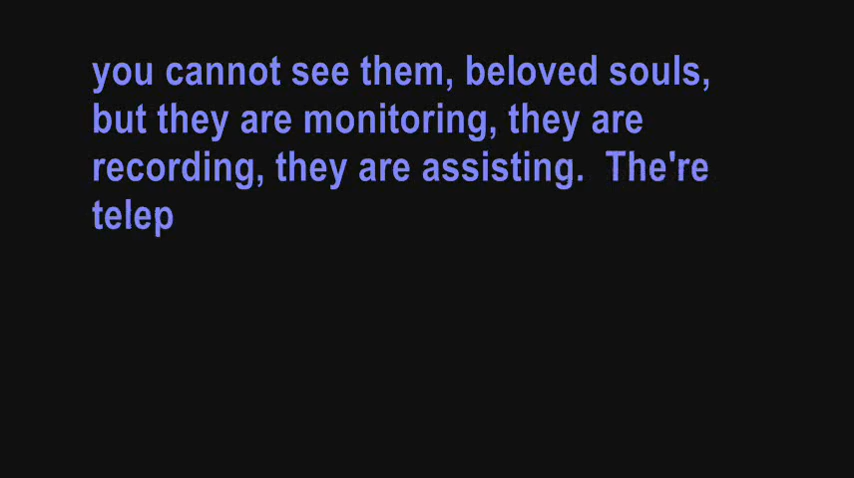 you cannot see them, beloved souls,
but they are monitoring, they are
recording, they are assisting.  The're
telep